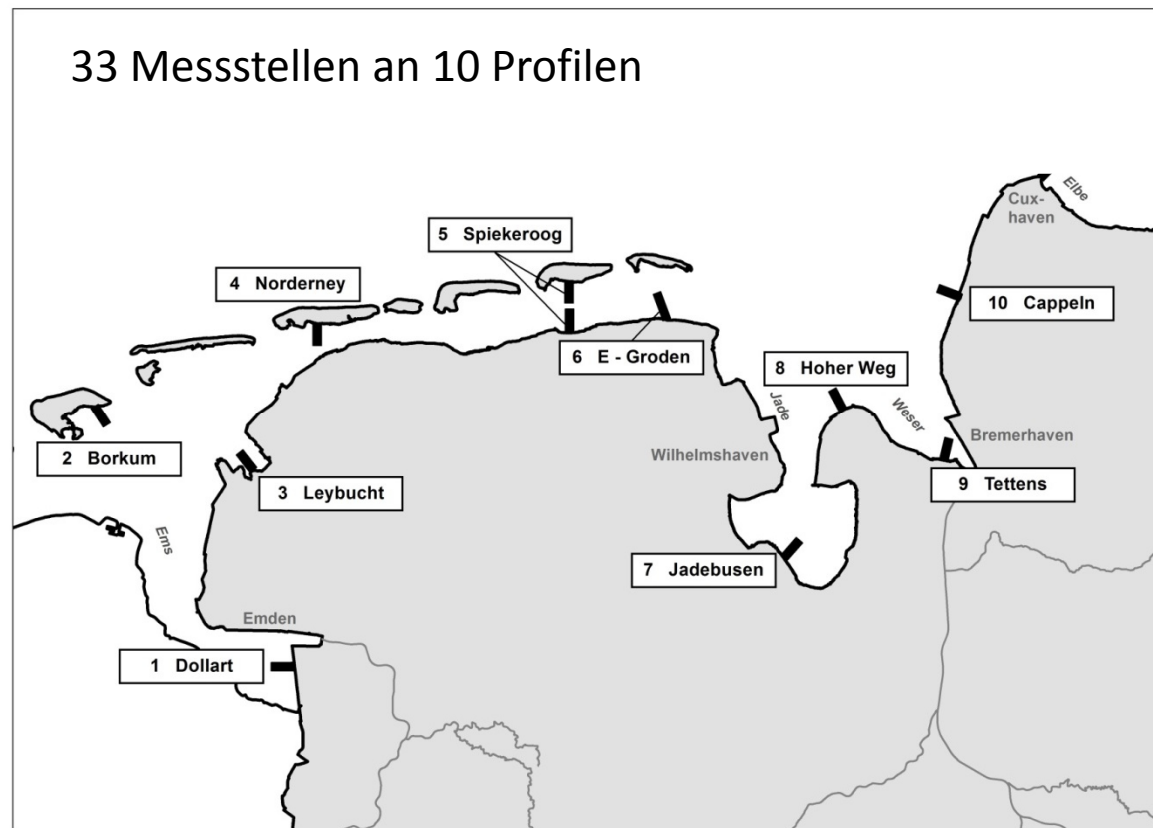 33 Messstellen an 10 Profilen
Elbe
Cux-
haven
5 Spiekeroog
4 Norderney
10 Cappeln
6 E - Groden
8 Hoher Weg
Jade
Weser
2 Borkum
Wilhelmshaven
Bremerhaven
3 Leybucht
9 Tettens
Ems
7 Jadebusen
Emden
1 Dollart